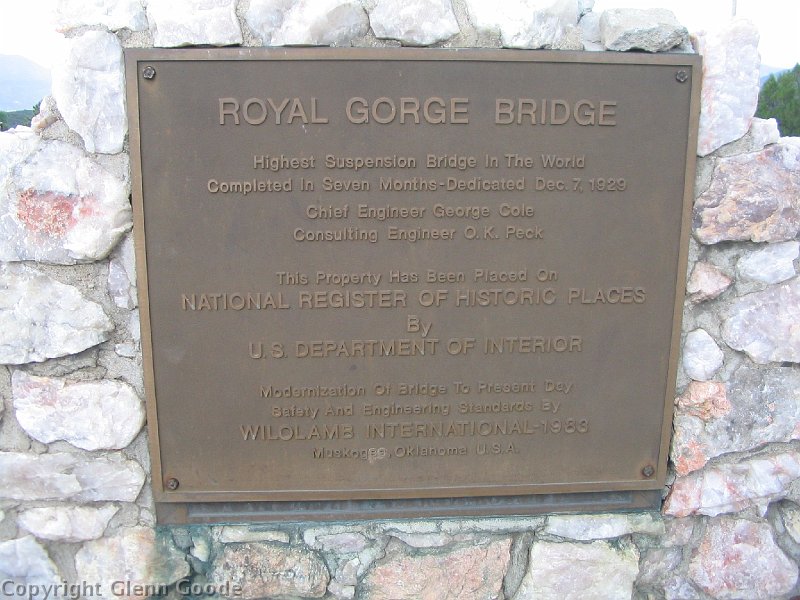 ROYAL GORGE BRIDGE
Highest Suspension Bridge In The World
Completed In Seven Months-Dedicated Dec. 7, 1929
Chief Engineer George Cole
Consulting Engineer O. K. Peck
This Property Has Been Placed On
NATIONAL REGISTER OF HISTORIC PLACES
By
U. S. DEPARTMENT OF INTERIOR
Modernization Of Bridge To Present Day
Safety And Engineering Standards By
WILOLAMB INTERNATIONAL-1983
Muskogee, Oklahoma U.S.A.
Copyright Glenn Goode